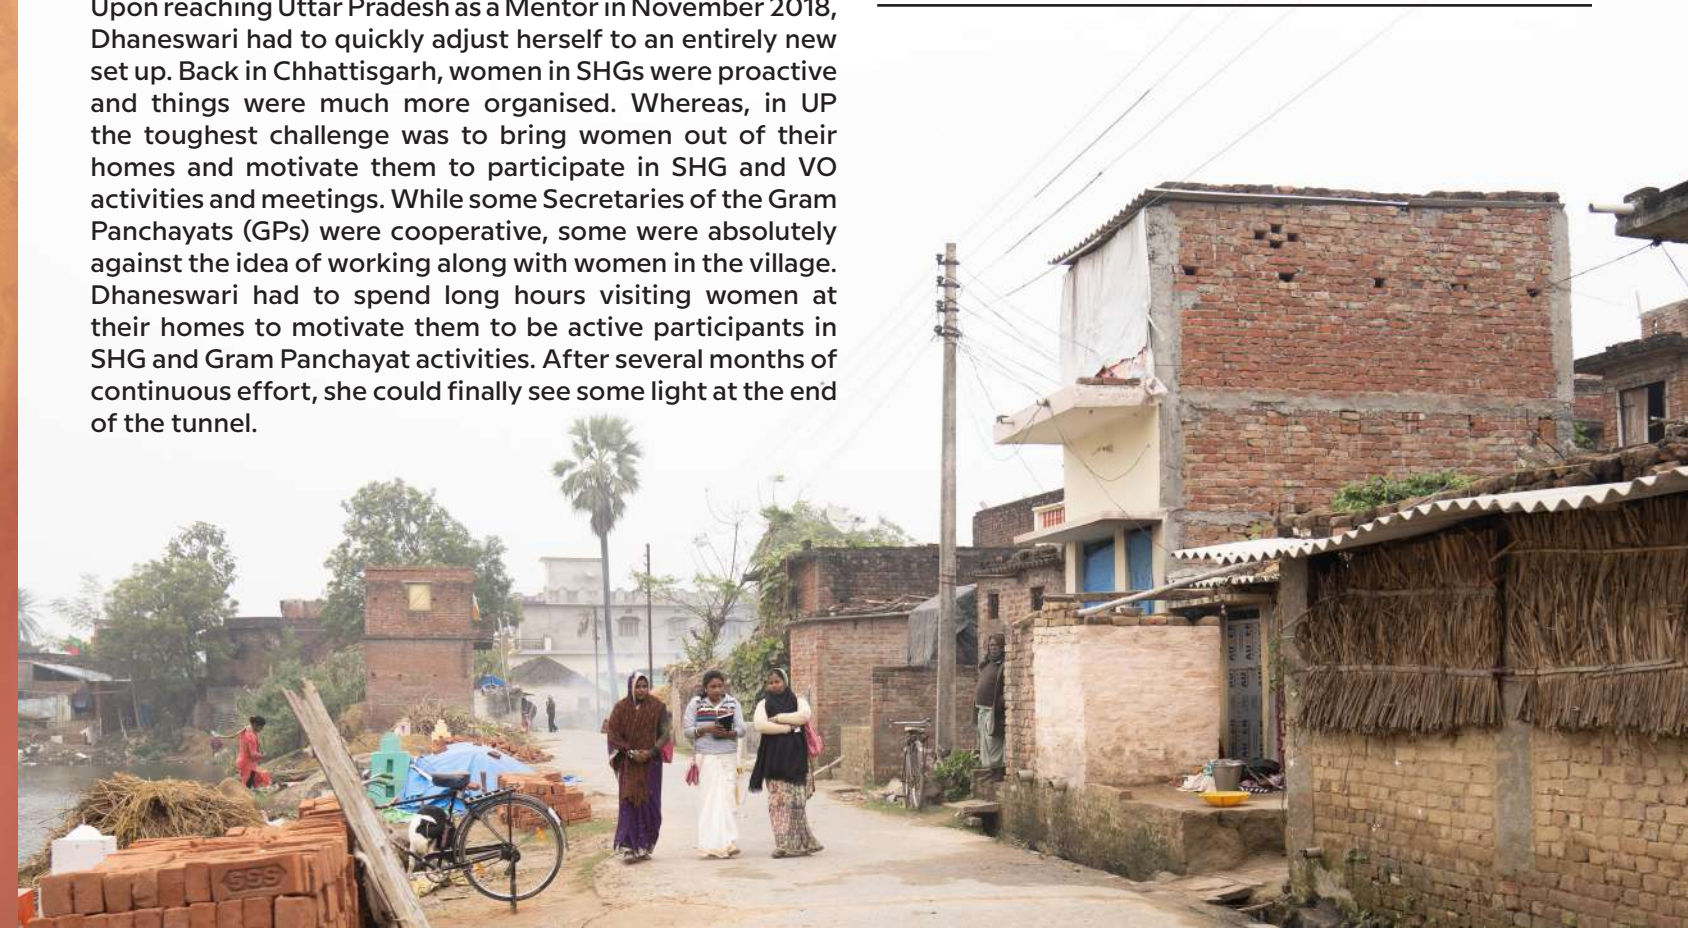 Upon reaching Uttar Pradesh as a Mentor in November 2018,
Dhaneswari had to quickly adjust herself to an entirely new
set up. Back in Chhattisgarh, women in SHGs were proactive
and things were much more organised. Whereas, in UP
the toughest challenge was to bring women out of their
homes and motivate them to participate in SHG and VO
activities and meetings. While some Secretaries of the Gram
Panchayats (GPs) were cooperative, some were absolutely
against the idea of working along with women in the village.
Dhaneswari had to spend long hours visiting women at
their homes to motivate them to be active participants in
SHG and Gram Panchayat activities. After several months of
continuous effort, she could finally see some light at the end
of the tunnel.
SSS